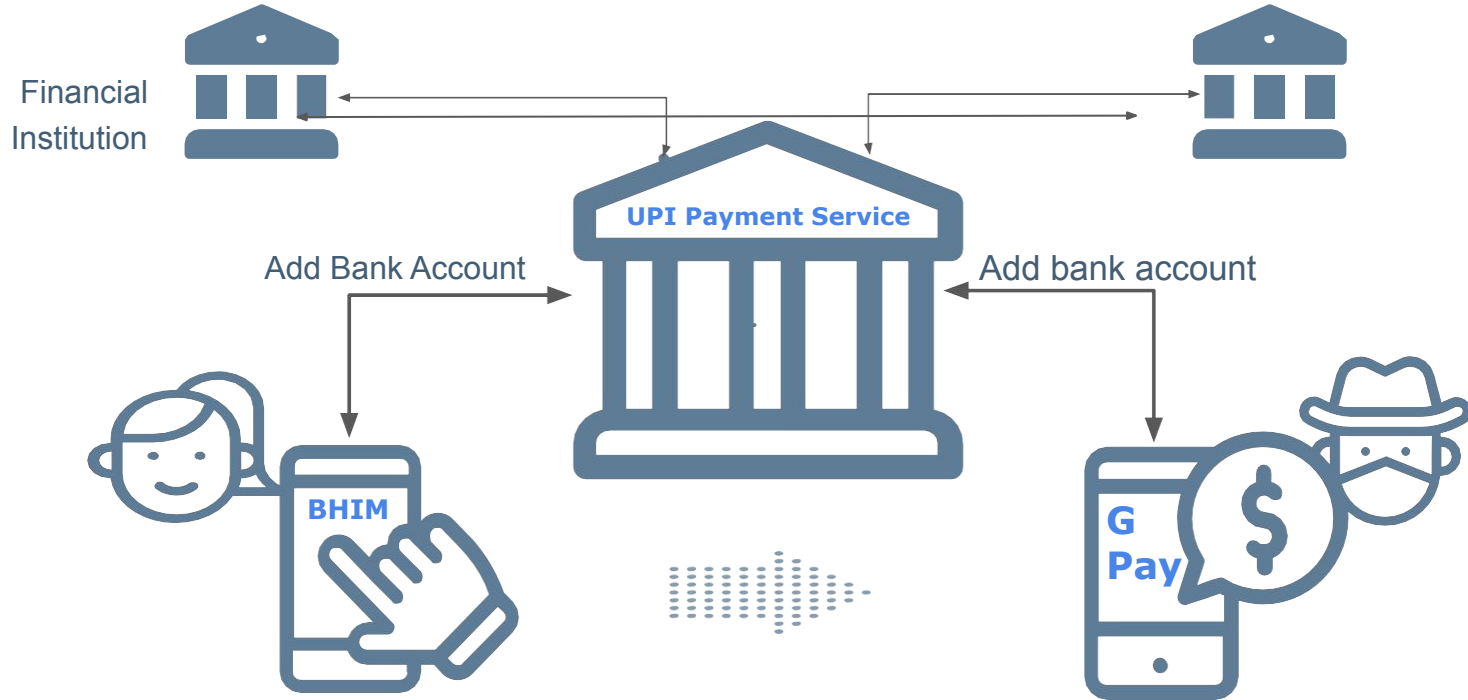 Financial
Institution
UPI Payment Service
Add Bank Account
Add bank account
BHIM
G
Pay
$